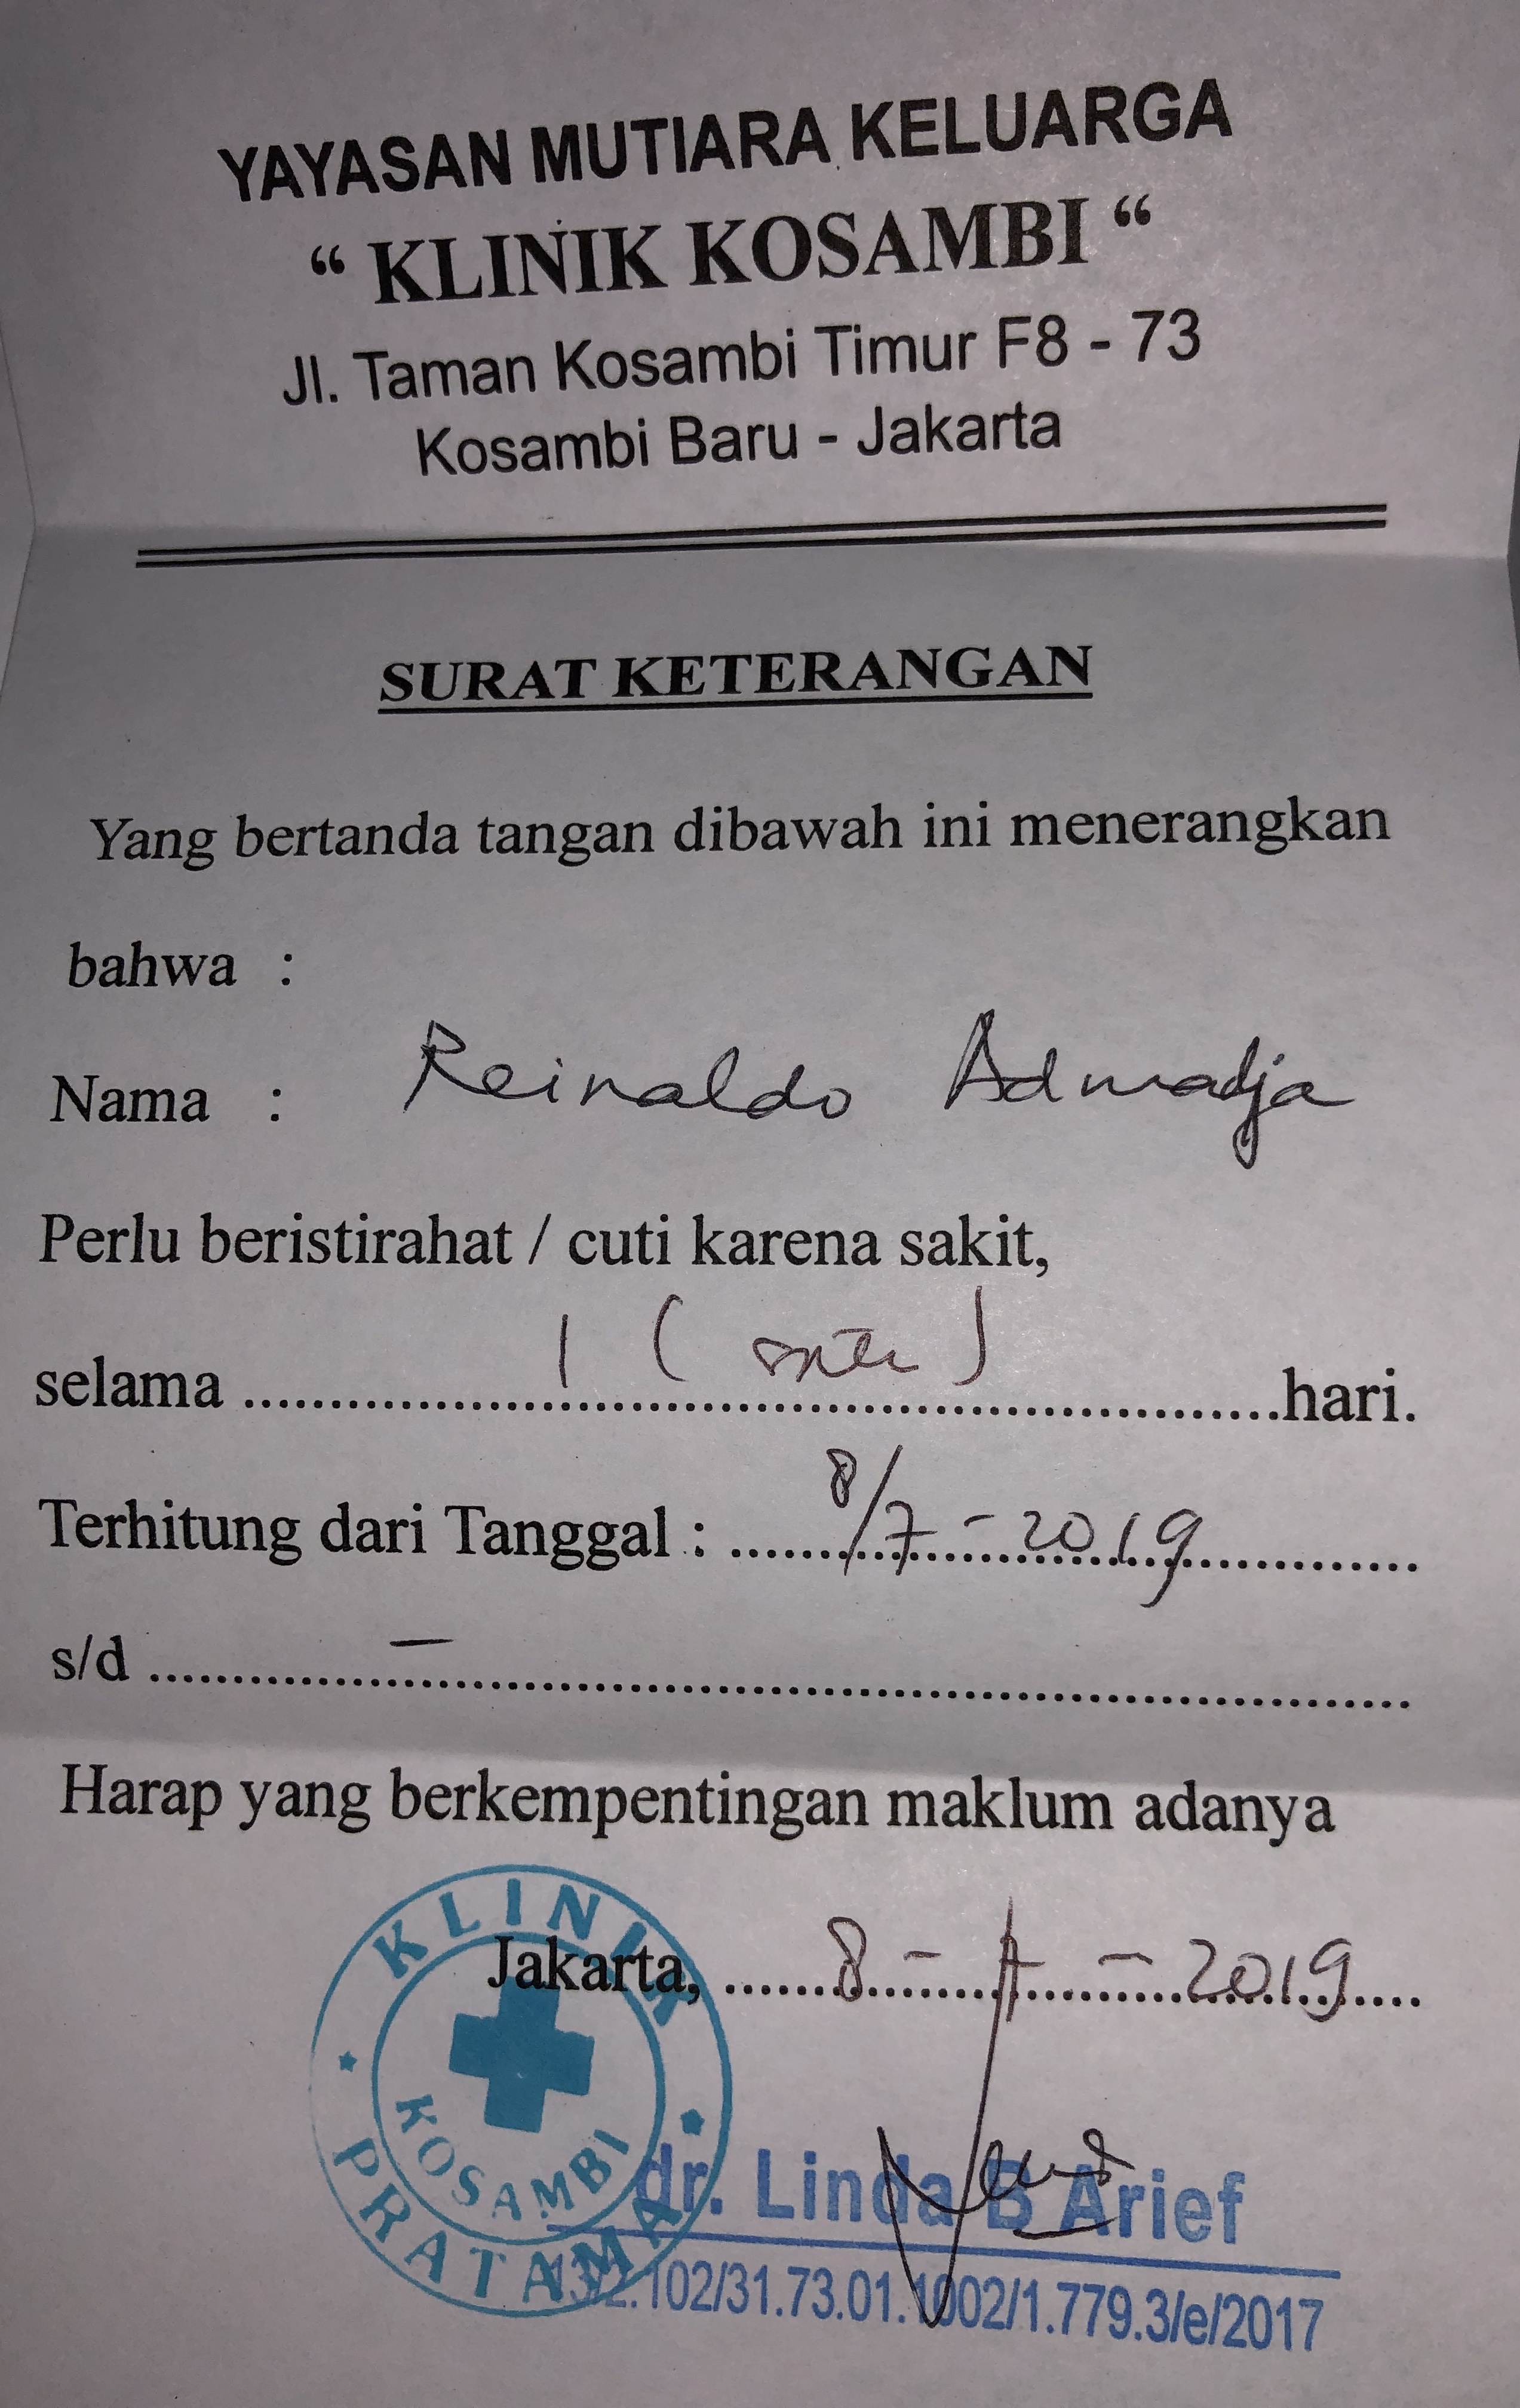 YAYASAN MUTIARA KELUARGA
“ KLINIK KOSAMBI “
Jl. Taman Kosambi Timur F8 - 73
Kosambi Baru - Jakarta
SURAT KETERANGAN
Yang bertanda tangan dibawah ini menerangkan
bahwa :
Nama : Reinaldo Admadja
Perlu beristirahat / cuti karena sakit,
selama 1 ( satu ) hari.
Terhitung dari Tanggal : 8/7 - 2019
s/d –
Harap yang berkempentingan maklum adanya
Jakarta, 8 - 7 - 2019
KLINIK
KOSAMBI
PRATAMA
dr. Linda B Arief
.102/31.73.01.1002/1.779.3/e/2017